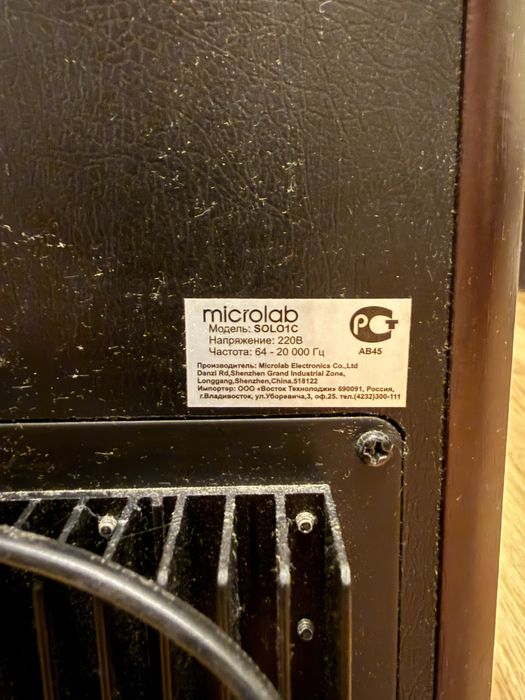 microlab
Модель: SOLO1C
Напряжение: 220В
Частота: 64 - 20 000 Гц
РСТ
АВ45
Производитель: Microlab Electronics Co.,Ltd
Danzi Rd,Shenzhen Grand Industrial Zone,
Longgang,Shenzhen,China.518122
Импортёр: ООО «Восток Технолоджи» 690091, Россия,
г.Владивосток, ул.Уборевича,3, оф.25. тел.(4232)300-111